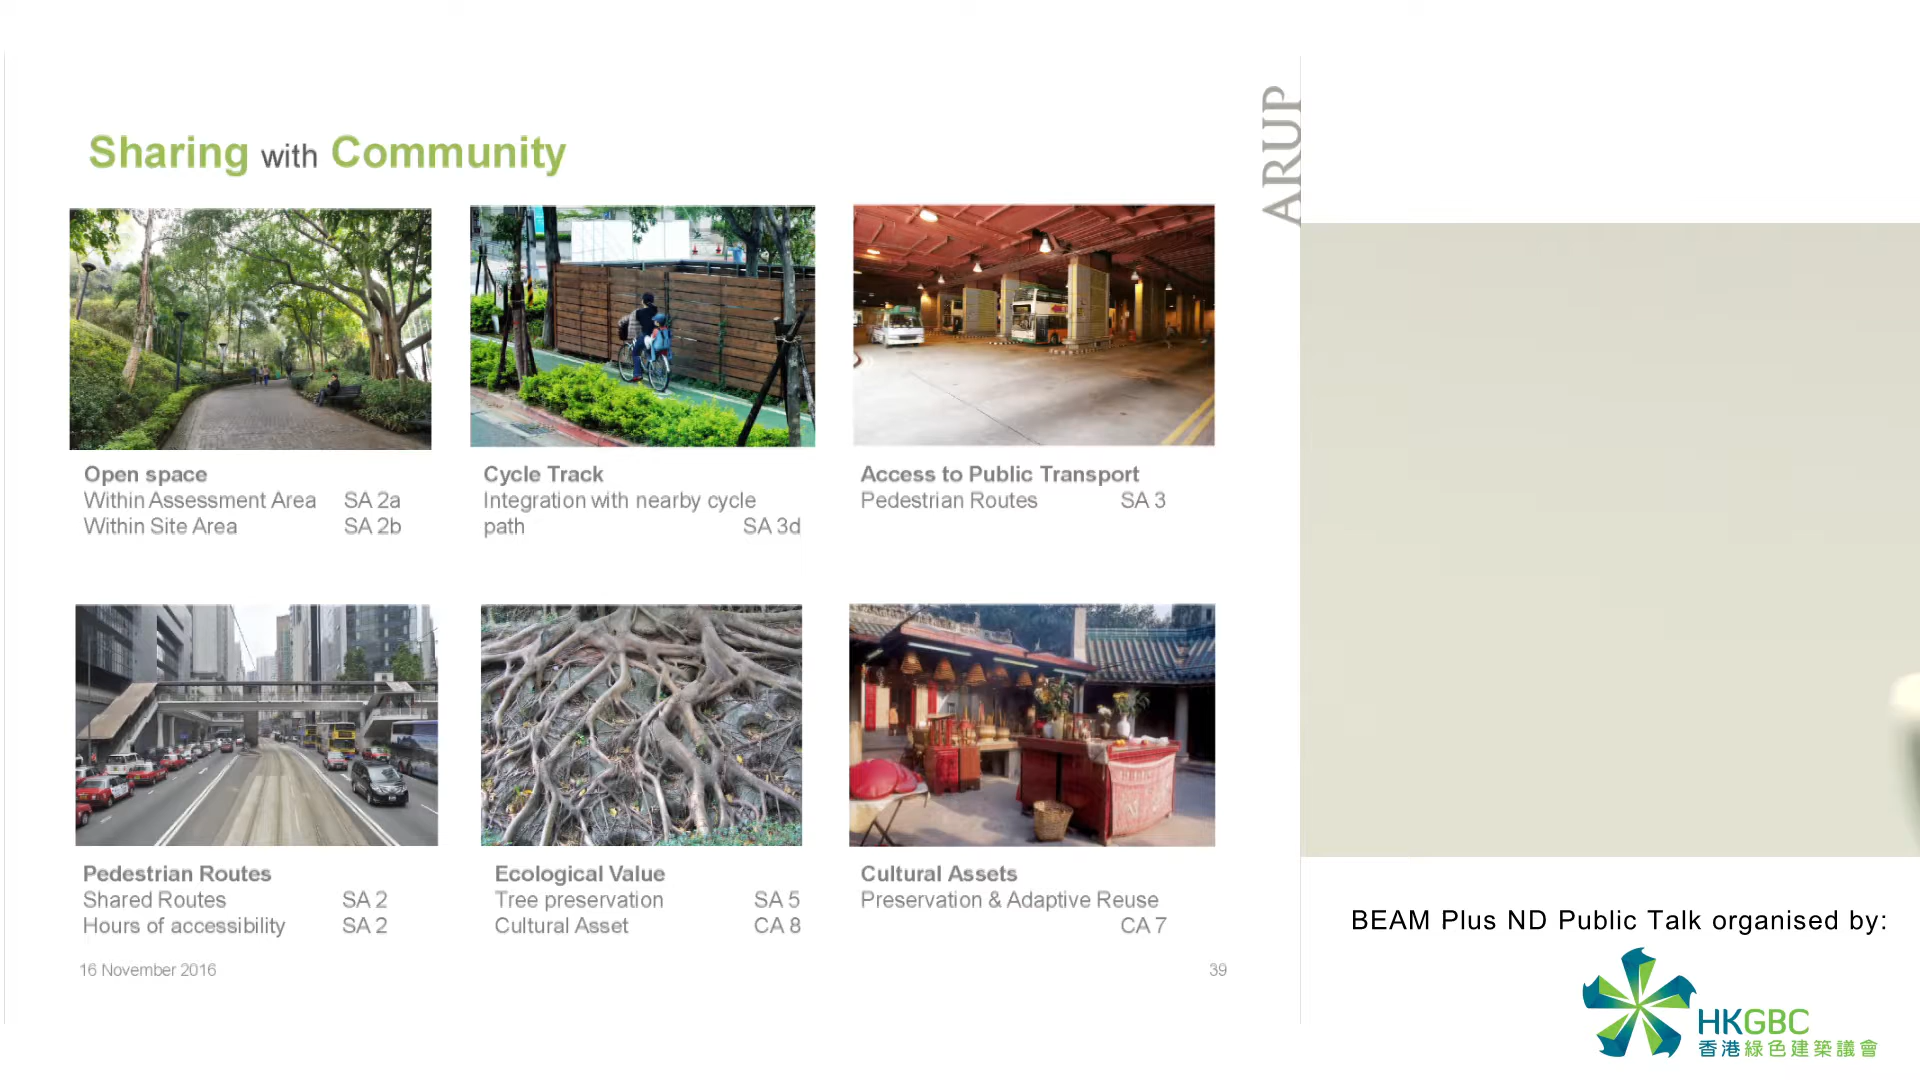 Sharing with Community
ARUP
Open space
Within Assessment Area SA 2a
Within Site Area SA 2b
Cycle Track
Integration with nearby cycle
path SA 3d
Access to Public Transport
Pedestrian Routes SA 3
Pedestrian Routes
Shared Routes SA 2
Hours of accessibility SA 2
Ecological Value
Tree preservation SA 5
Cultural Asset CA 8
Cultural Assets
Preservation & Adaptive Reuse
CA 7
16 November 2016
39
BEAM Plus ND Public Talk organised by:
HKGBC
香港綠色建築議會